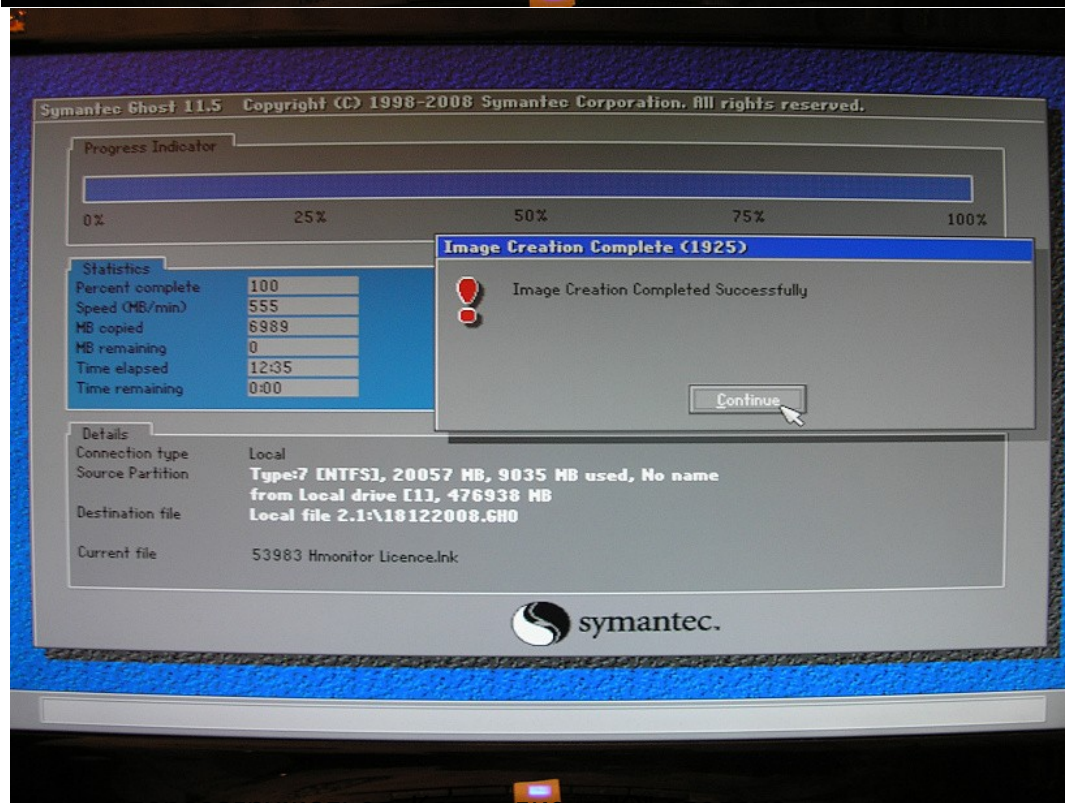 Symantec Ghost 11.5   Copyright (C) 1998-2008 Symantec Corporation. All rights reserved.
Progress Indicator
0% 25% 50% 75% 100%
Image Creation Complete (1925)
Image Creation Completed Successfully
Continue
Statistics
Percent complete 100
Speed (MB/min) 555
MB copied 6989
MB remaining 0
Time elapsed 12:35
Time remaining 0:00
Details
Connection type Local
Source Partition Type:7 [NTFS], 20057 MB, 9035 MB used, No name
from Local drive [1], 476938 MB
Destination file Local file 2.1:\18122008.GHO
Current file 53983 Hmonitor Licence.lnk
symantec.